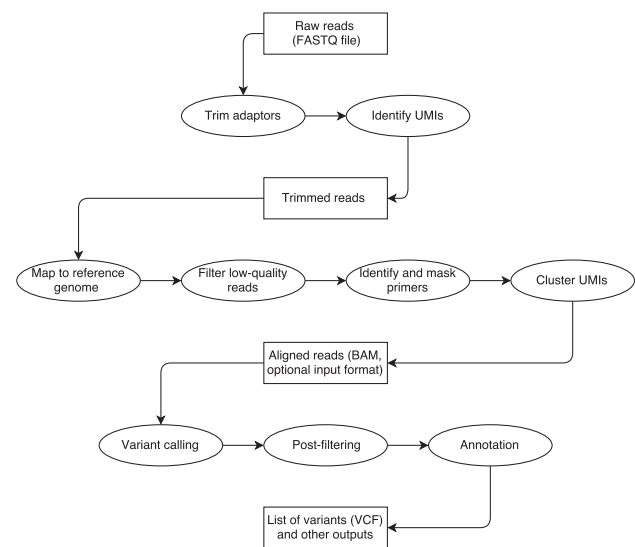 Raw reads
(FASTQ file)
Trim adaptors
Identify UMIs
Trimmed reads
Map to reference
genome
Filter low-quality
reads
Identify and mask
primers
Cluster UMIs
Aligned reads (BAM,
optional input format)
Variant calling
Post-filtering
Annotation
List of variants (VCF)
and other outputs